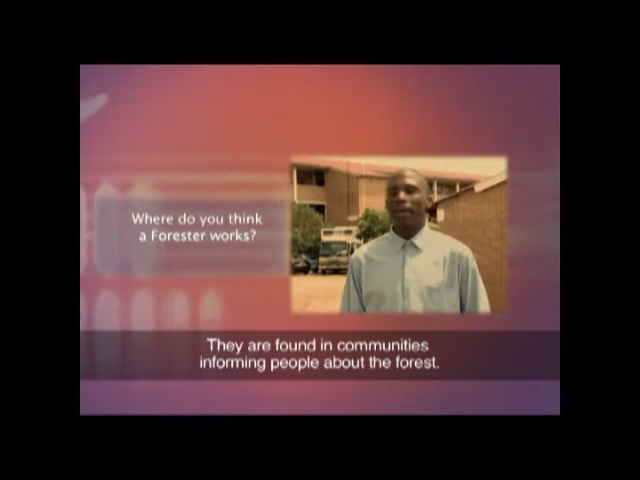 Where do you think
a Forester works?
They are found in communities
informing people about the forest.